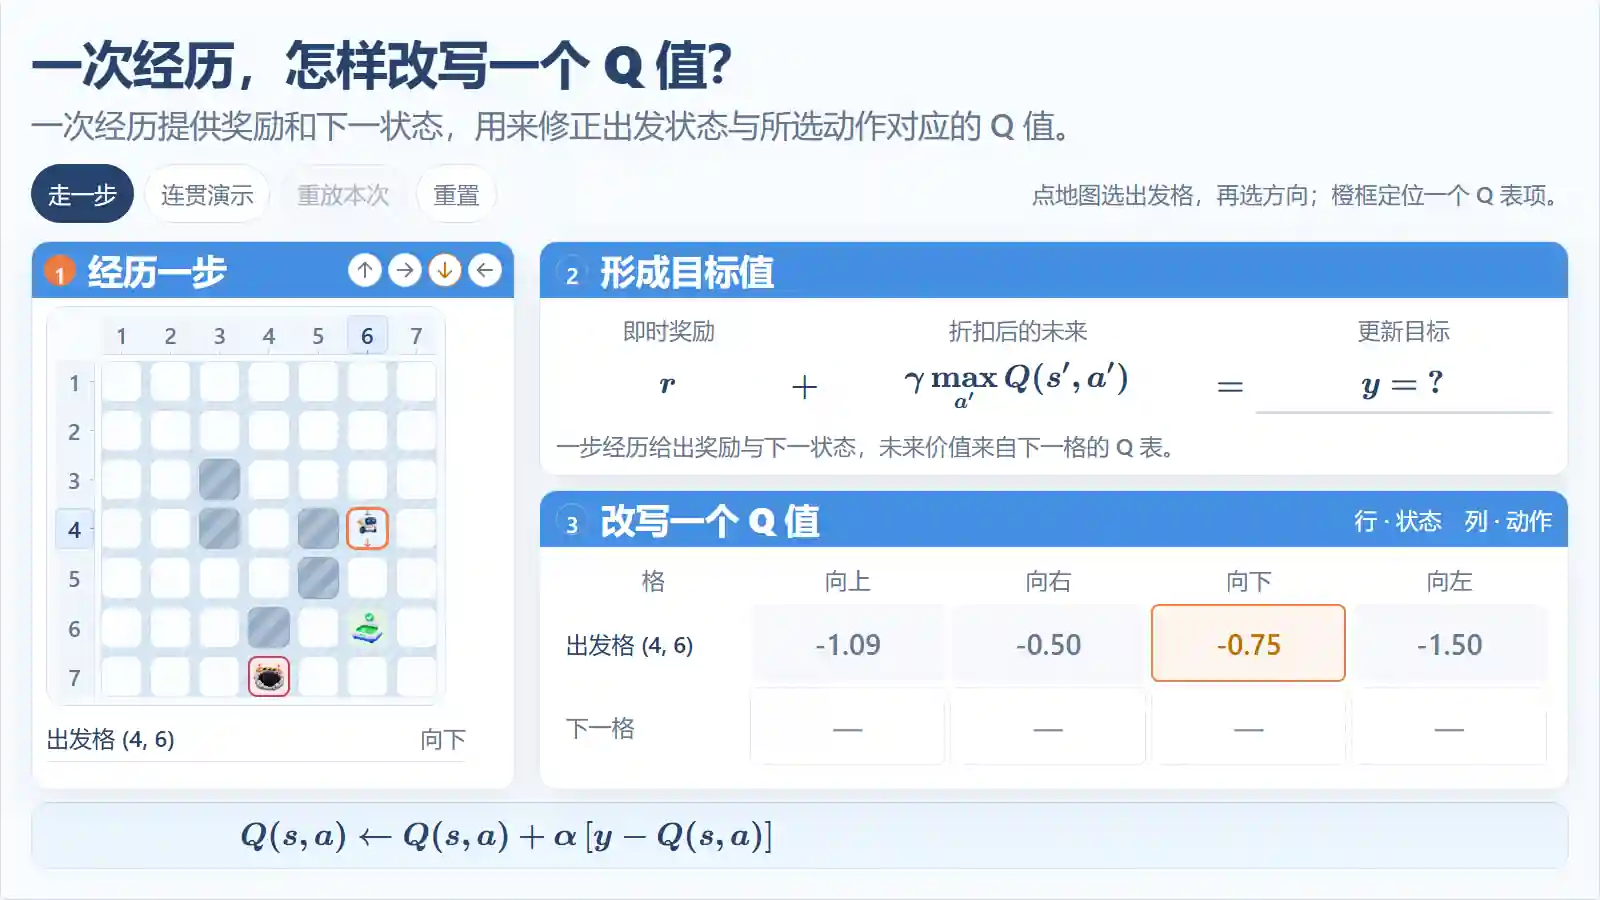 一次经历，怎样改写一个 Q 值？
一次经历提供奖励和下一状态，用来修正出发状态与所选动作对应的 Q 值。
走一步 连贯演示 重放本次 重置 点地图选出发格，再选方向；橙框定位一个 Q 表项。
1 经历一步 ↑ → ↓ ←
1 2 3 4 5 6 7
1
2
3
4
5
6
7
出发格 (4, 6) 向下
2 形成目标值
即时奖励 折扣后的未来 更新目标
r + γ max_{a′} Q(s′, a′) = y = ?
一步经历给出奖励与下一状态，未来价值来自下一格的 Q 表。
3 改写一个 Q 值 行 · 状态 列 · 动作
格 向上 向右 向下 向左
出发格 (4, 6) -1.09 -0.50 -0.75 -1.50
下一格 — — — —
Q(s, a) ← Q(s, a) + α [y − Q(s, a)]